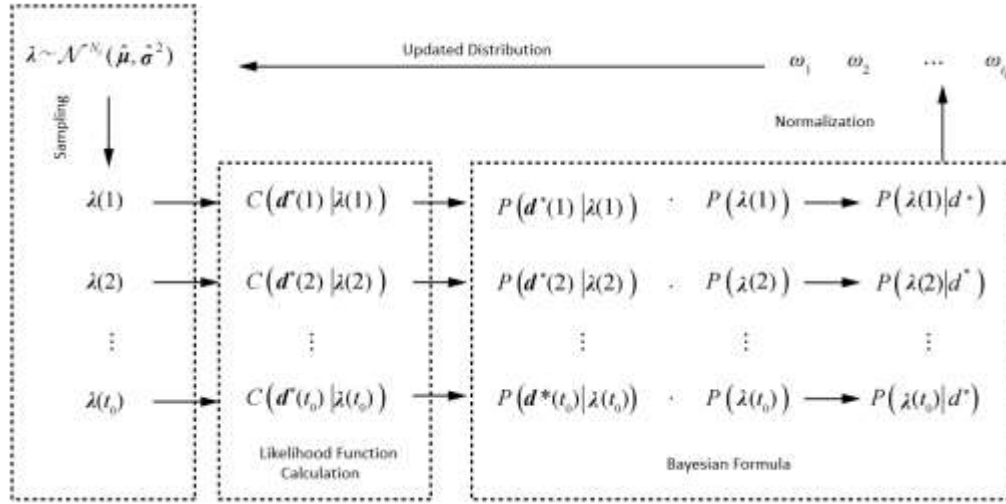 λ~𝒩^{N_t}(μ̂, σ̂²)
Updated Distribution
ω₁ ω₂ ⋯ ω
Sampling
Normalization
λ(1) C(d*(1)|λ(1)) P(d*(1)|λ(1)) · P(λ(1)) P(λ(1)|d*)
λ(2) C(d*(2)|λ(2)) P(d*(2)|λ(2)) · P(λ(2)) P(λ(2)|d*)
⋮ ⋮ ⋮ ⋮ ⋮
λ(t₀) C(d*(t₀)|λ(t₀)) P(d*(t₀)|λ(t₀)) · P(λ(t₀)) P(λ(t₀)|d*)
Likelihood Function
Calculation
Bayesian Formula